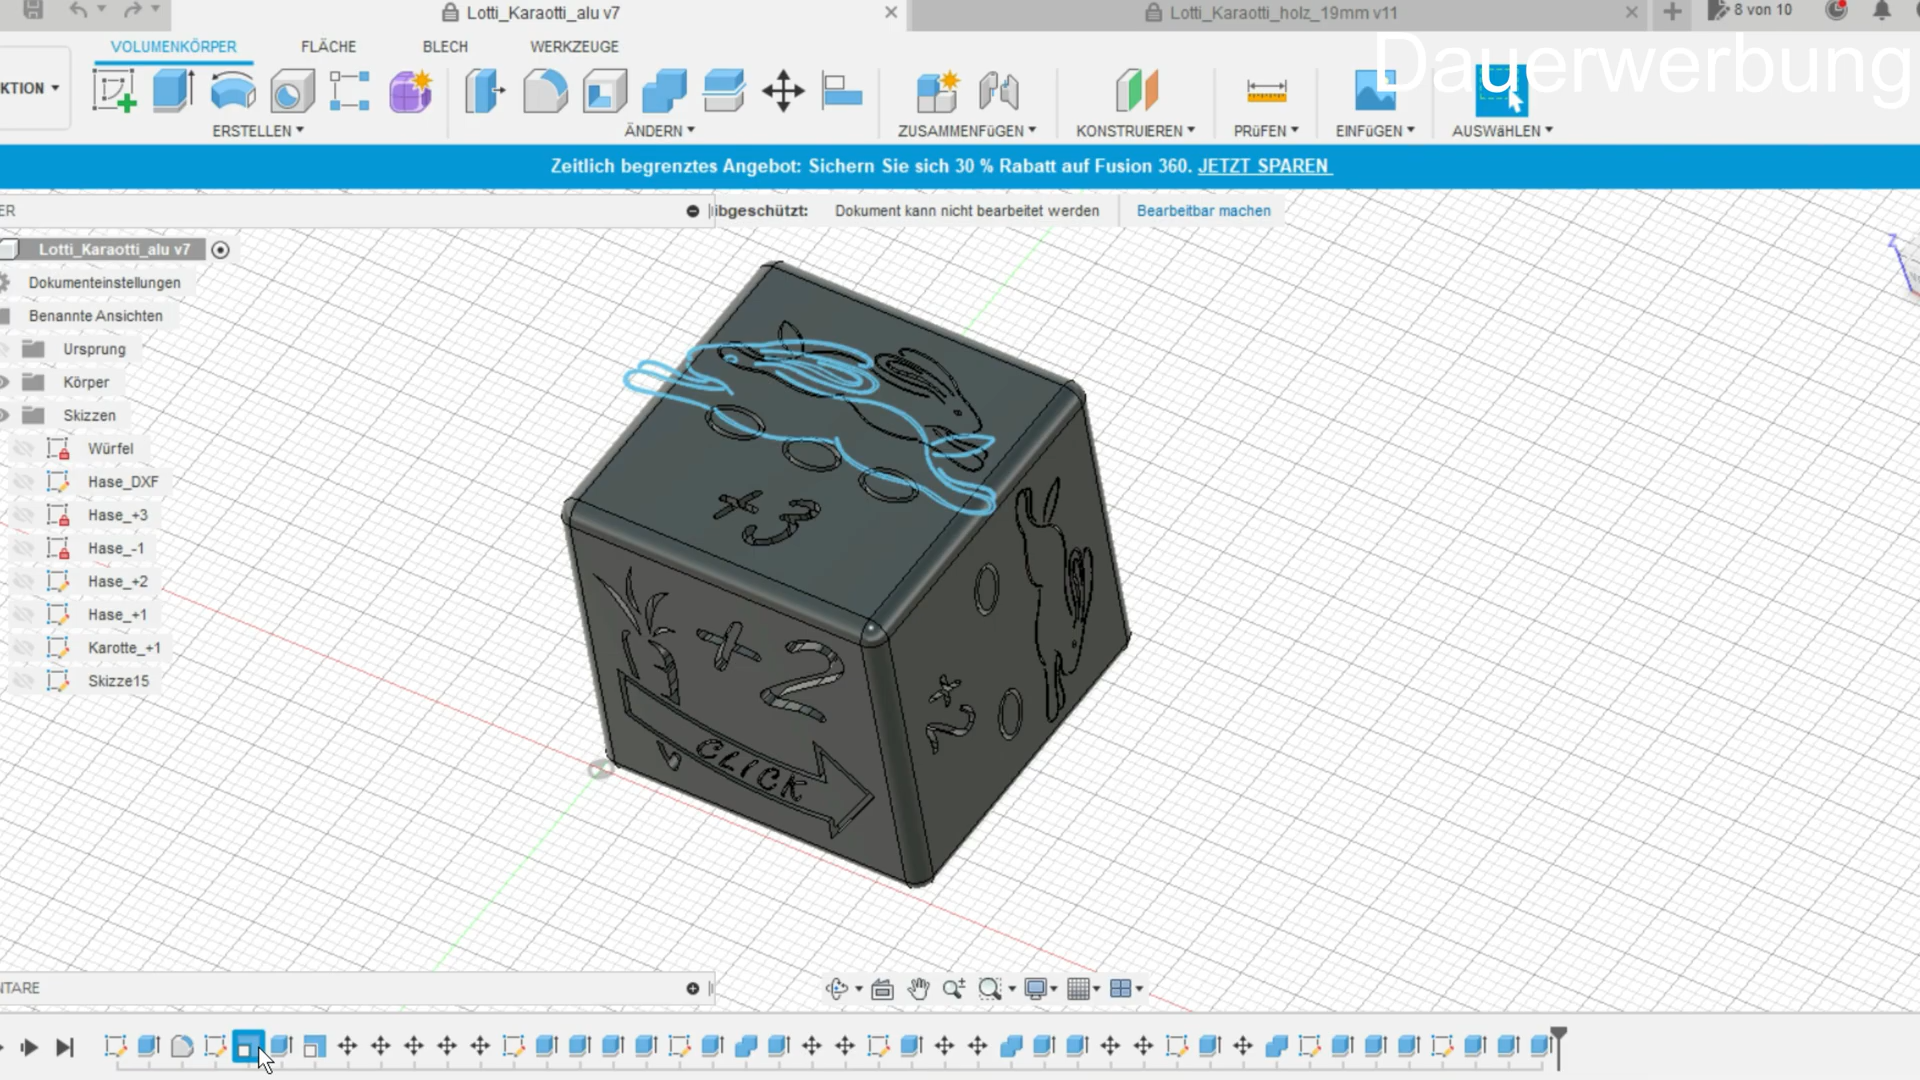 Lotti_Karaotti_alu v7
Lotti_Karaotti_holz_19mm v11
8 von 10
Dauerwerbung
VOLUMENKÖRPER
FLÄCHE
BLECH
WERKZEUGE
KTION
ERSTELLEN
ÄNDERN
ZUSAMMENFÜGEN
KONSTRUIEREN
PRÜFEN
EINFÜGEN
AUSWÄHLEN
Zeitlich begrenztes Angebot: Sichern Sie sich 30 % Rabatt auf Fusion 360. JETZT SPAREN
ER
ibgeschützt:
Dokument kann nicht bearbeitet werden
Bearbeitbar machen
Lotti_Karaotti_alu v7
Z
Dokumenteinstellungen
Benannte Ansichten
Ursprung
Körper
Skizzen
Würfel
Hase_DXF
Hase_+3
Hase_-1
Hase_+2
Hase_+1
Karotte_+1
Skizze15
+3
+2
+2
CLICK
NTARE